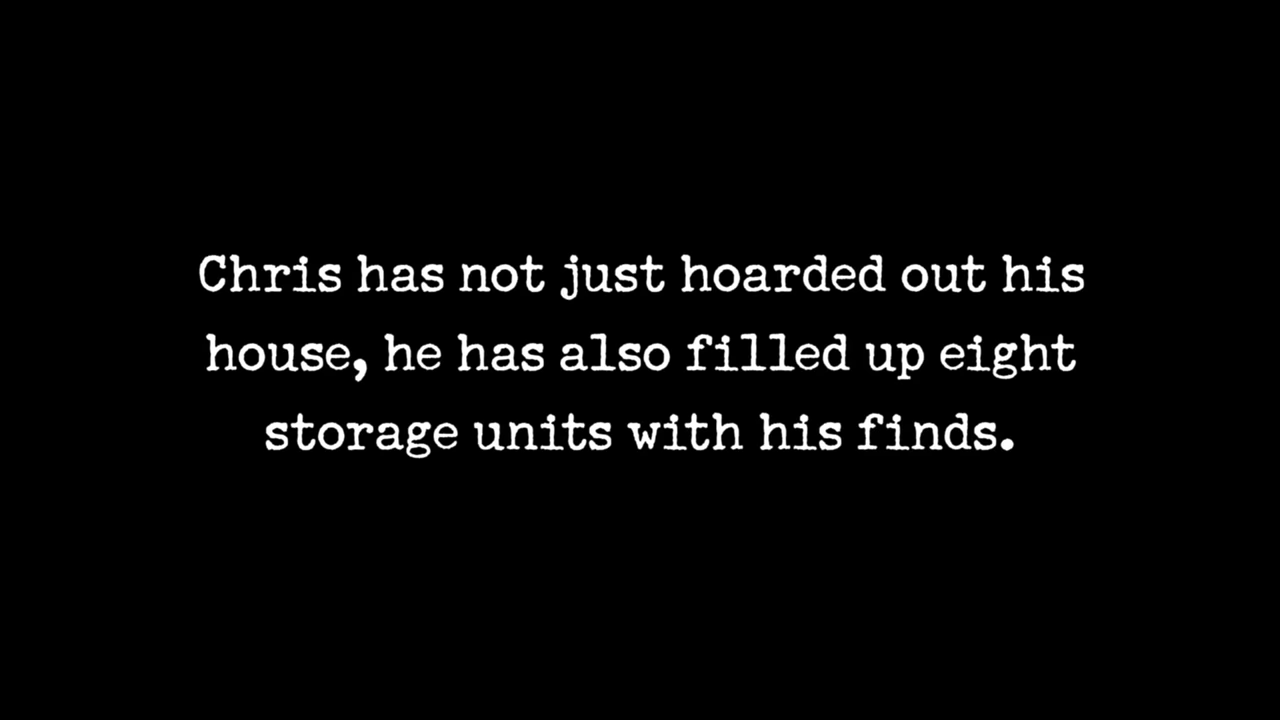 Chris has not just hoarded out his
house, he has also filled up eight
storage units with his finds.